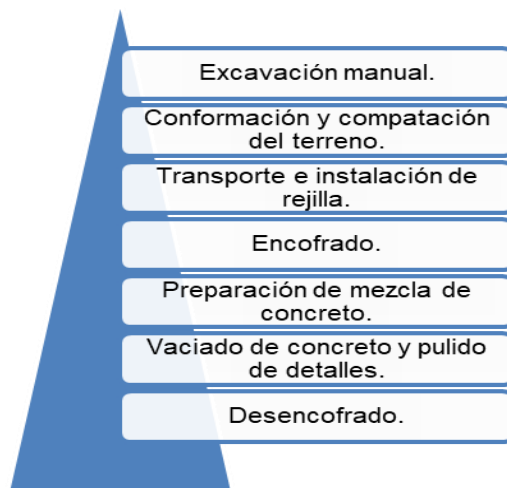 Excavación manual.
Conformación y compatación
del terreno.
Transporte e instalación de
rejilla.
Encofrado.
Preparación de mezcla de
concreto.
Vaciado de concreto y pulido
de detalles.
Desencofrado.